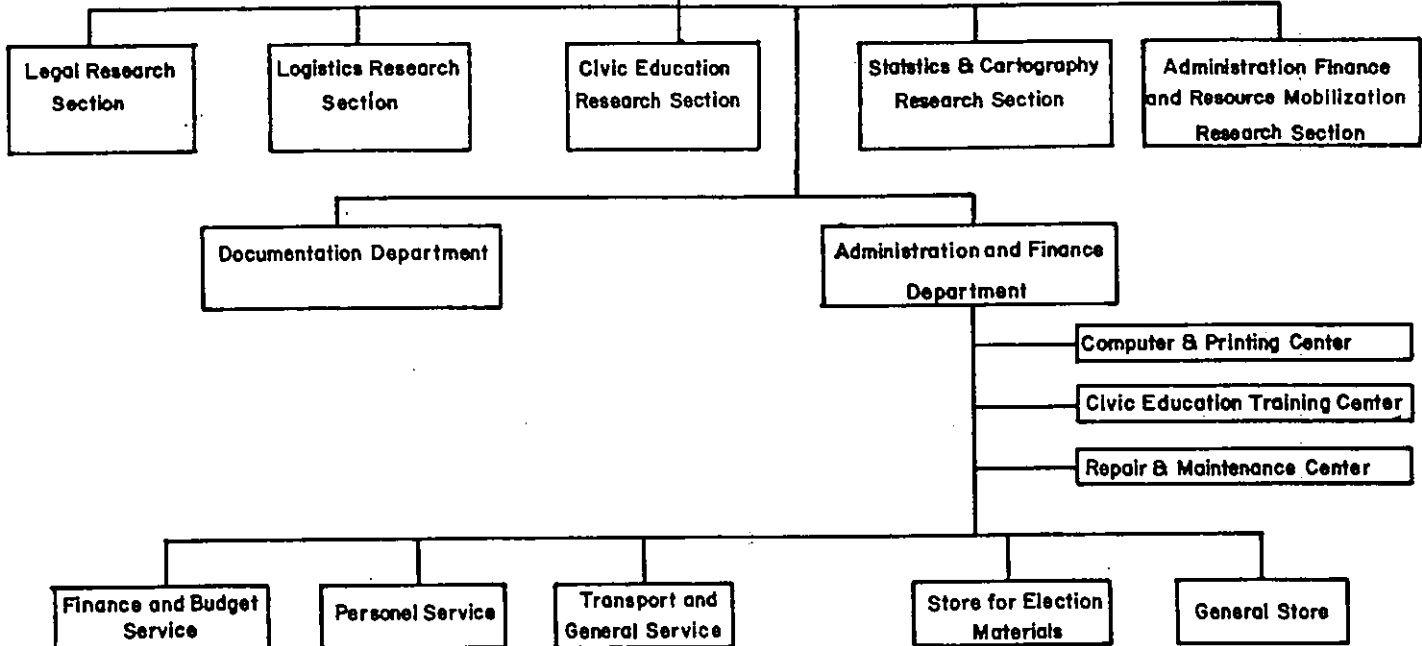 Legal Research
Section
Logistics Research
Section
Civic Education
Research Section
Statstics & Cartography
Research Section
Administration Finance
and Resource Mobilization
Research Section
Documentation Department
Administration and Finance
Department
Computer & Printing Center
Civic Education Training Center
Repair & Maintenance Center
Finance and Budget
Service
Personel Service
Transport and
General Service
Store for Election
Materials
General Store